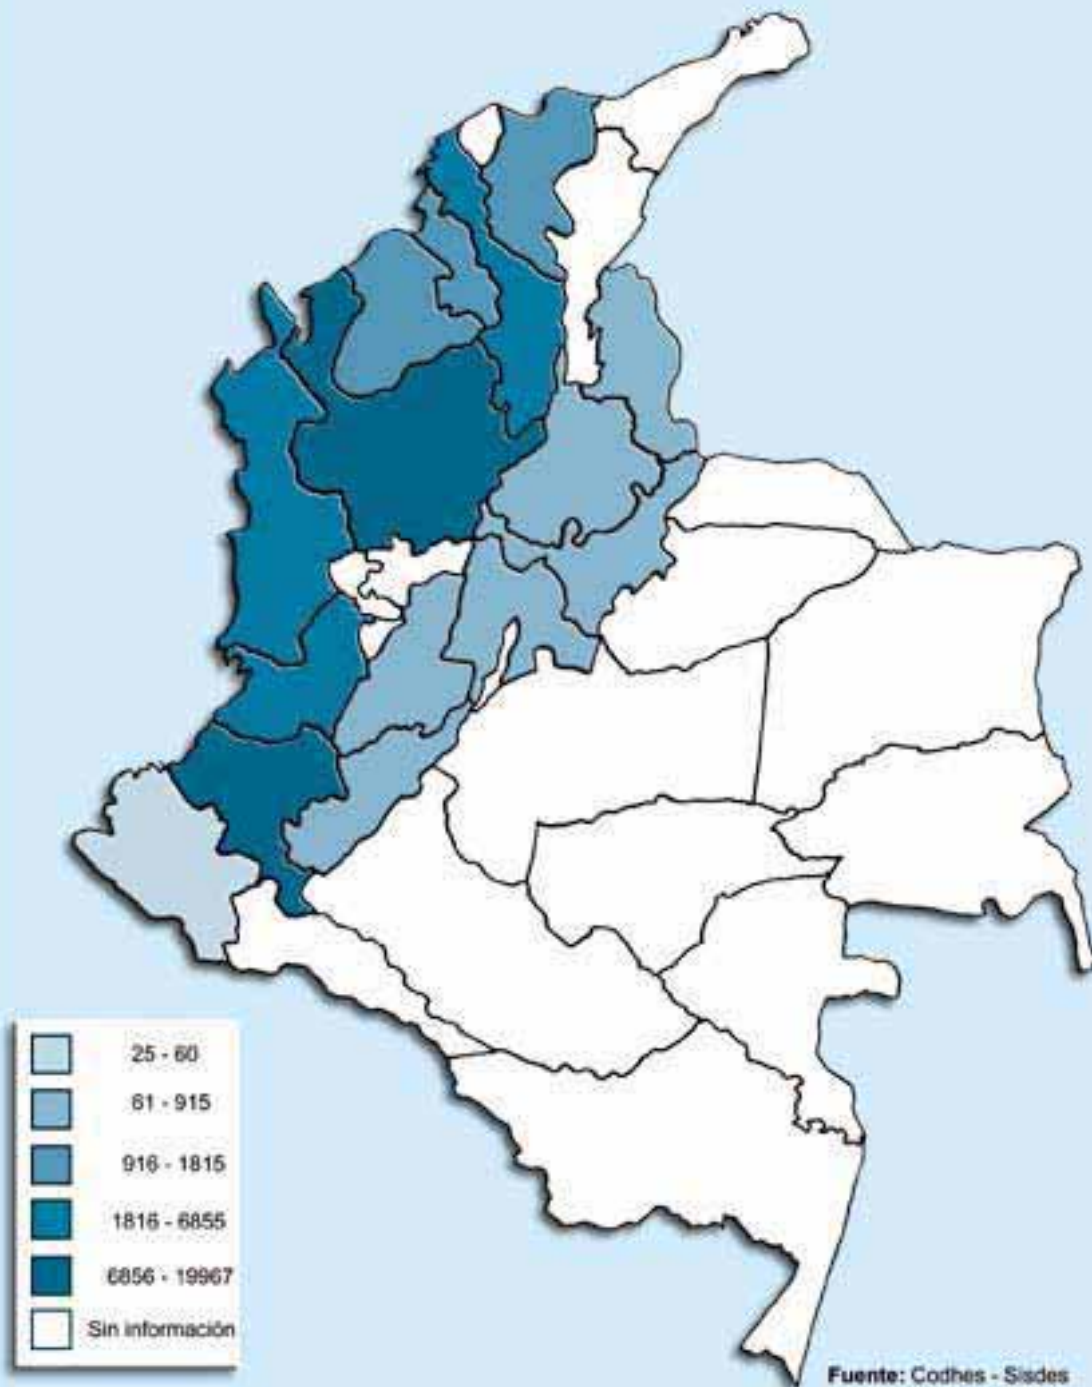 25 - 60
61 - 915
916 - 1815
1816 - 6855
6856 - 19967
Sin información
Fuente: Codhes - Sisdes